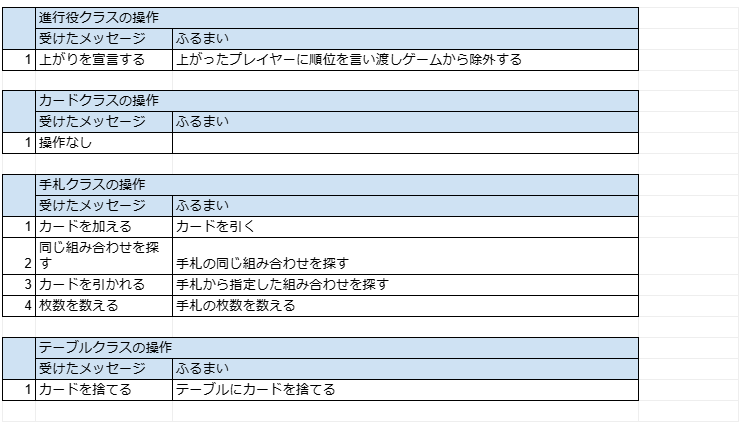 進行役クラスの操作
受けたメッセージ ふるまい
1 上がりを宣言する 上がったプレイヤーに順位を言い渡しゲームから除外する
カードクラスの操作
受けたメッセージ ふるまい
1 操作なし
手札クラスの操作
受けたメッセージ ふるまい
1 カードを加える カードを引く
同じ組み合わせを探
2 す 手札の同じ組み合わせを探す
3 カードを引かれる 手札から指定した組み合わせを探す
4 枚数を数える 手札の枚数を数える
テーブルクラスの操作
受けたメッセージ ふるまい
1 カードを捨てる テーブルにカードを捨てる